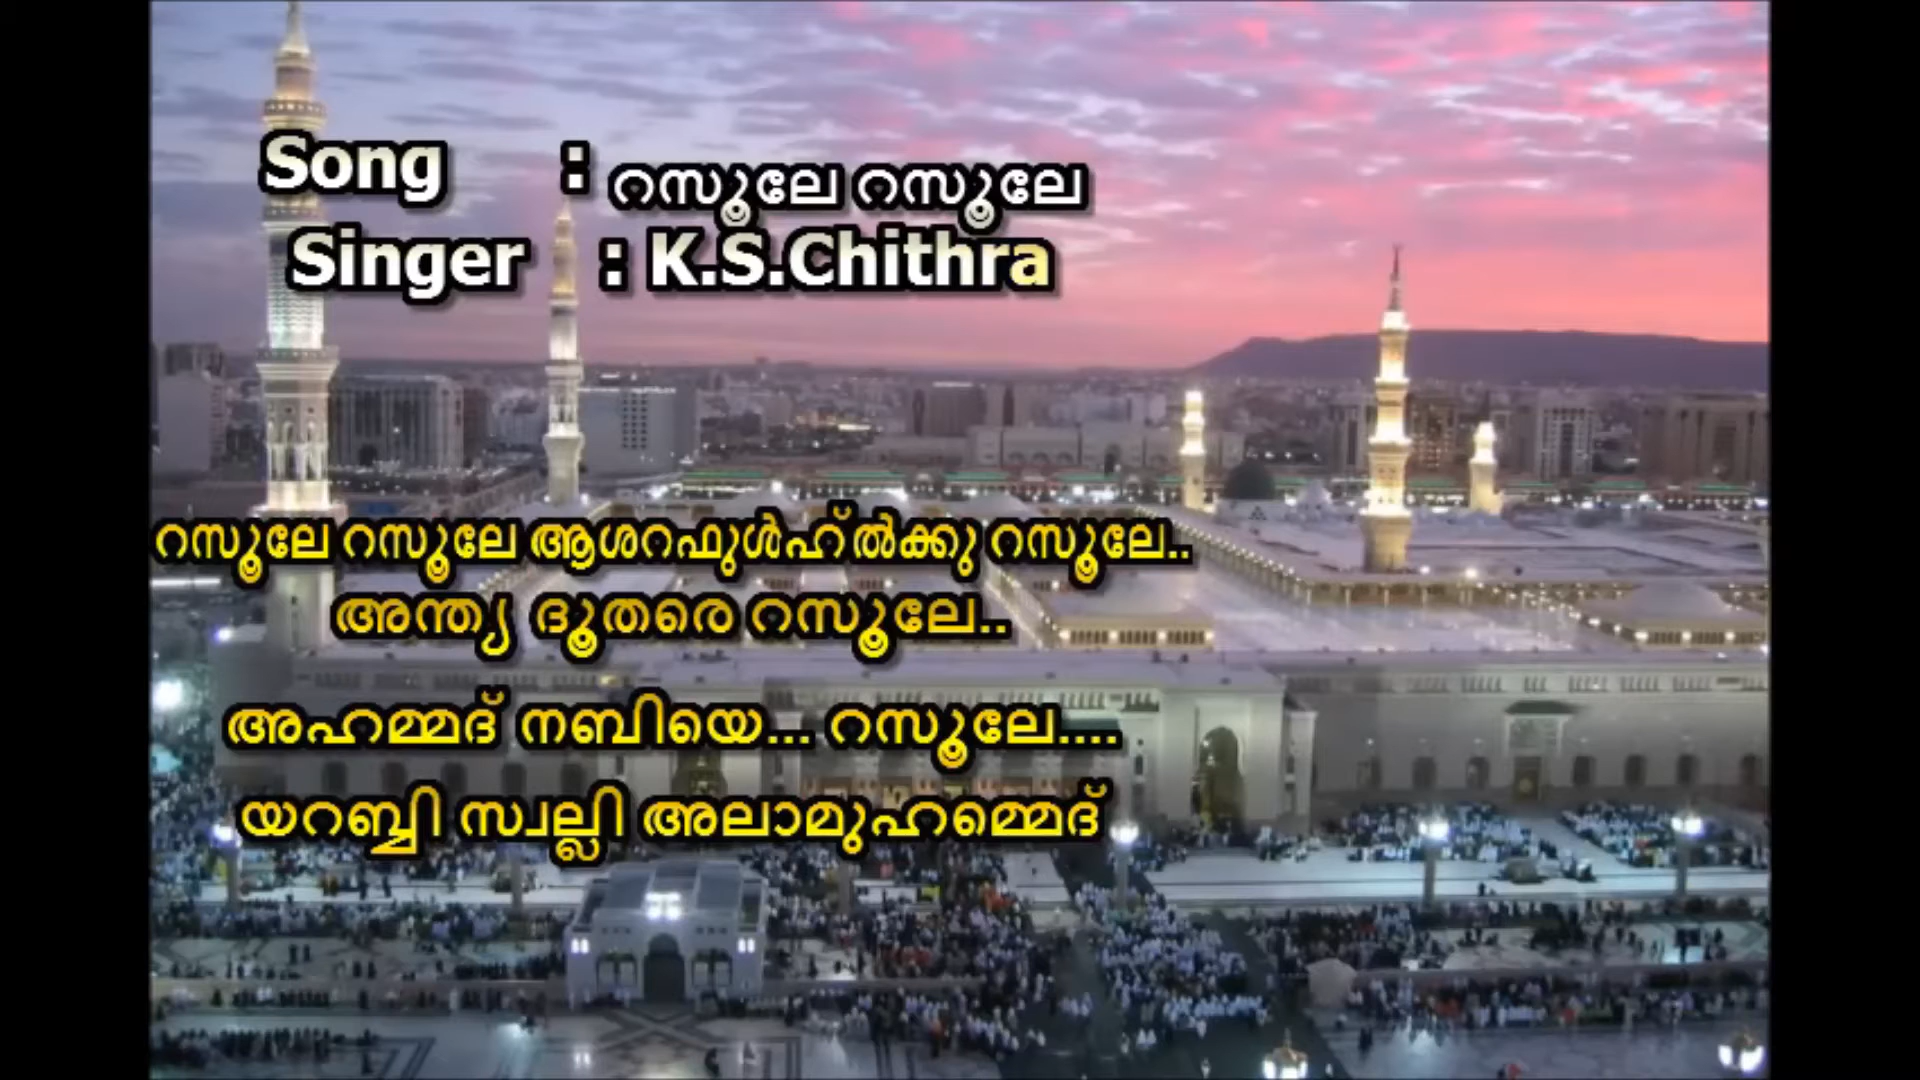 Song : റസൂലേ റസൂലേ
Singer : K.S.Chithra
റസൂലേ റസൂലേ ആശറഫുൾഹ്ൽക്കു റസൂലേ..
അന്ത്യ ദൂതരെ റസൂലേ..
അഹമ്മദ് നബിയെ... റസൂലേ....
യറബ്ബി സ്വല്ലി അലാമുഹമ്മെദ്